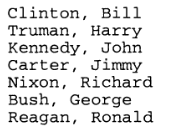 Clinton, Bill
Truman, Harry
Kennedy, John
Carter, Jimmy
Nixon, Richard
Bush, George
Reagan, Ronald